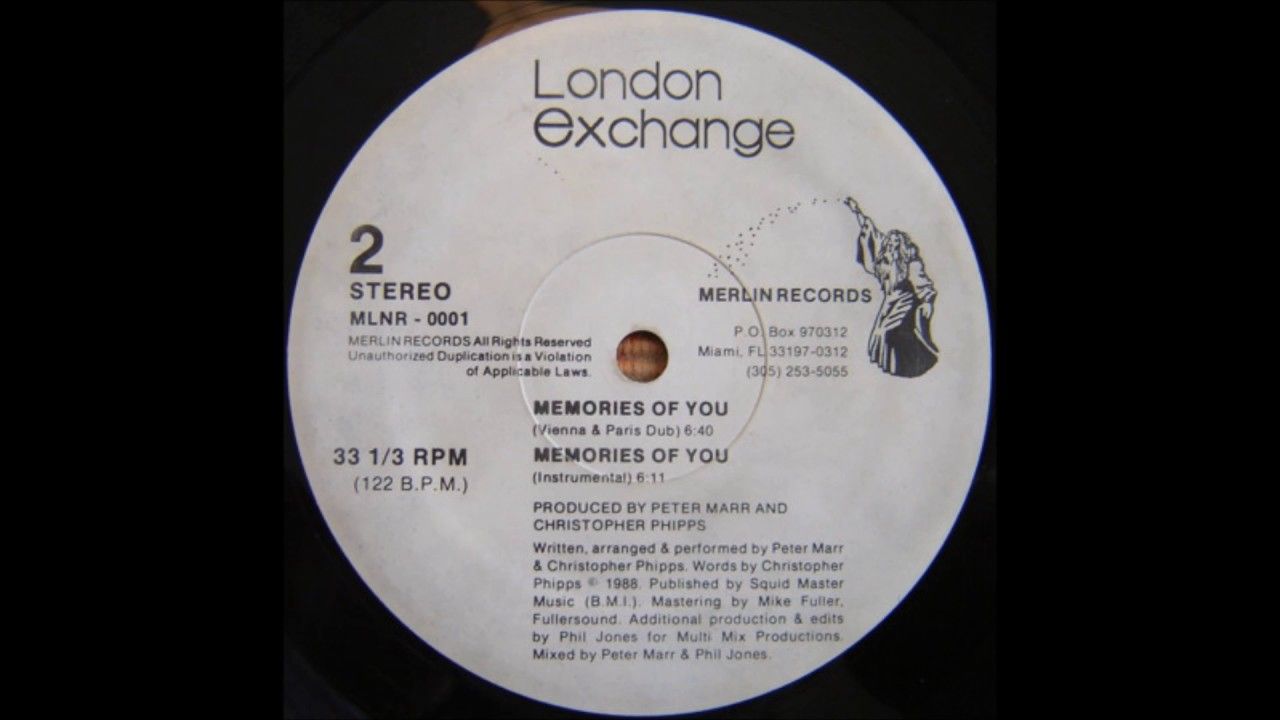 London
exchange
2
STEREO
MLNR - 0001
MERLIN RECORDS All Rights Reserved
Unauthorized Duplication is a Violation
of Applicable Laws.
MERLIN RECORDS
P.O. Box 970312
Miami, FL 33197-0312
(305) 253-5055
33 1/3 RPM
(122 B.P.M.)
MEMORIES OF YOU
(Vienna & Paris Dub) 6:40
MEMORIES OF YOU
(Instrumental) 6:11
PRODUCED BY PETER MARR AND
CHRISTOPHER PHIPPS
Written, arranged & performed by Peter Marr
& Christopher Phipps. Words by Christopher
Phipps © 1988. Published by Squid Master
Music (B.M.I.). Mastering by Mike Fuller,
Fullersound. Additional production & edits
by Phil Jones for Multi Mix Productions.
Mixed by Peter Marr & Phil Jones.